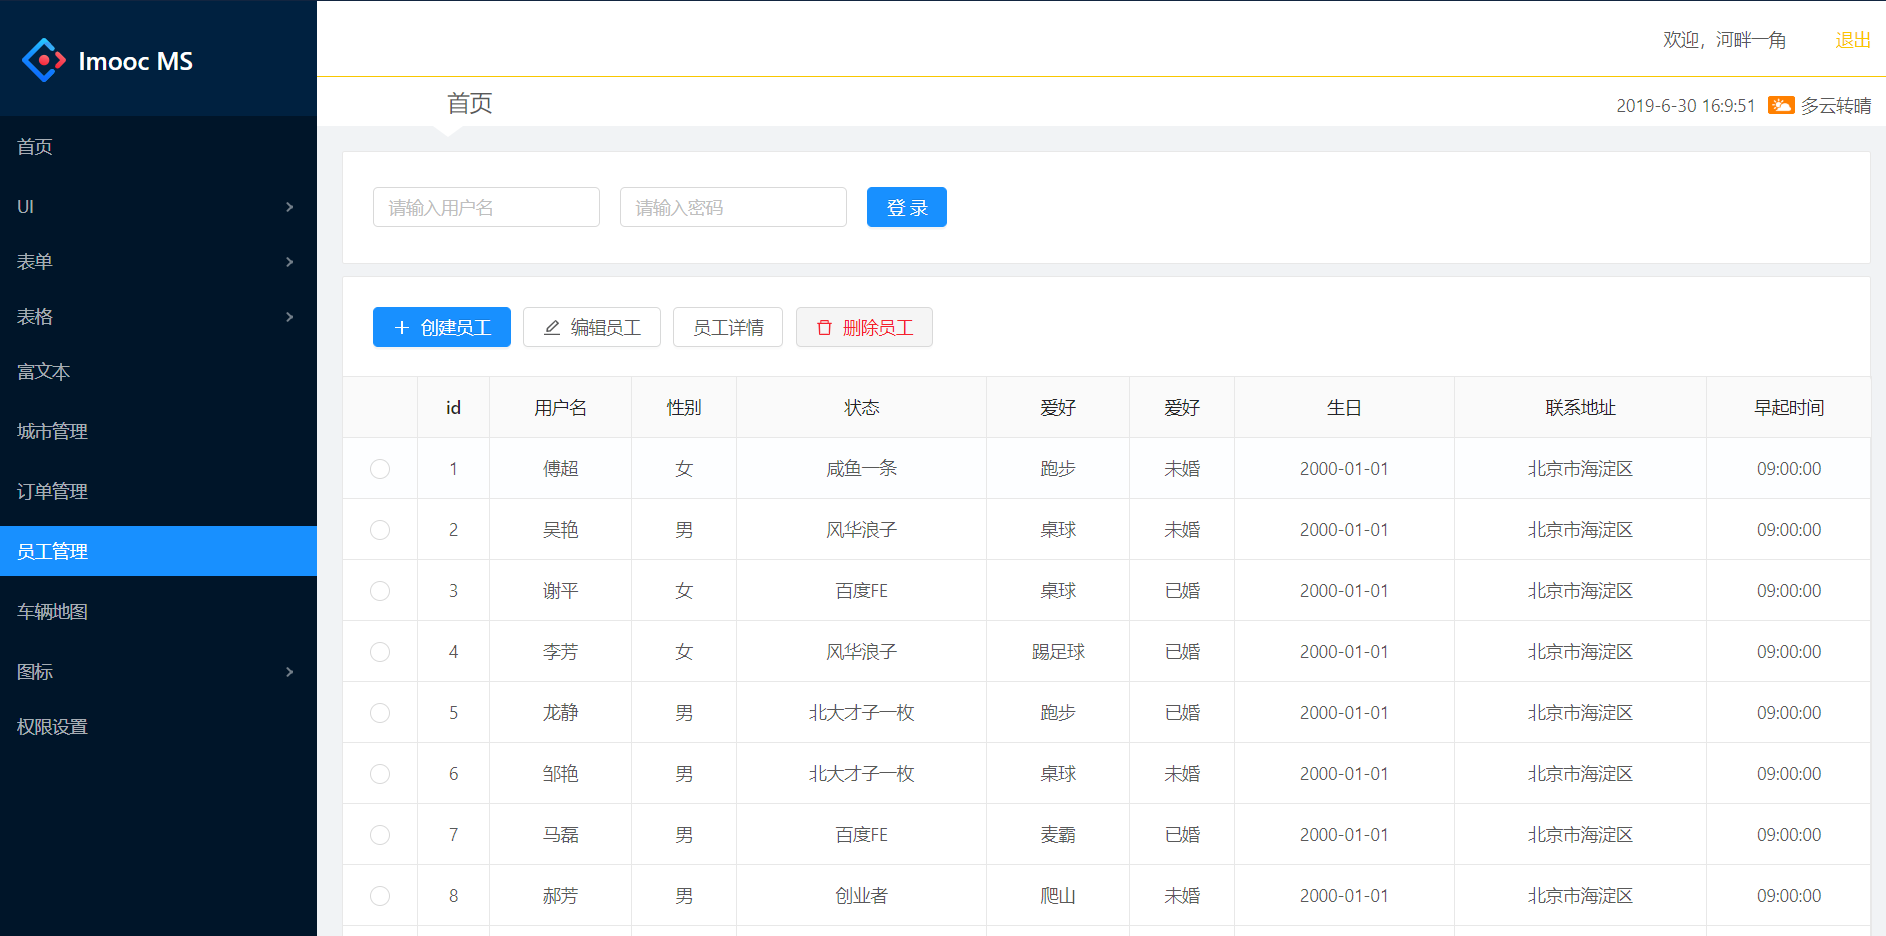 Imooc MS
首页
UI
表单
表格
富文本
城市管理
订单管理
员工管理
车辆地图
图标
权限设置
欢迎，河畔一角 退出
首页 2019-6-30 16:9:51 多云转晴
请输入用户名 请输入密码 登 录
创建员工 编辑员工 员工详情 删除员工
id 用户名 性别 状态 爱好 爱好 生日 联系地址 早起时间
1 傅超 女 咸鱼一条 跑步 未婚 2000-01-01 北京市海淀区 09:00:00
2 吴艳 男 风华浪子 桌球 未婚 2000-01-01 北京市海淀区 09:00:00
3 谢平 女 百度FE 桌球 已婚 2000-01-01 北京市海淀区 09:00:00
4 李芳 女 风华浪子 踢足球 已婚 2000-01-01 北京市海淀区 09:00:00
5 龙静 男 北大才子一枚 跑步 已婚 2000-01-01 北京市海淀区 09:00:00
6 邹艳 男 北大才子一枚 桌球 未婚 2000-01-01 北京市海淀区 09:00:00
7 马磊 男 百度FE 麦霸 已婚 2000-01-01 北京市海淀区 09:00:00
8 郝芳 男 创业者 爬山 未婚 2000-01-01 北京市海淀区 09:00:00